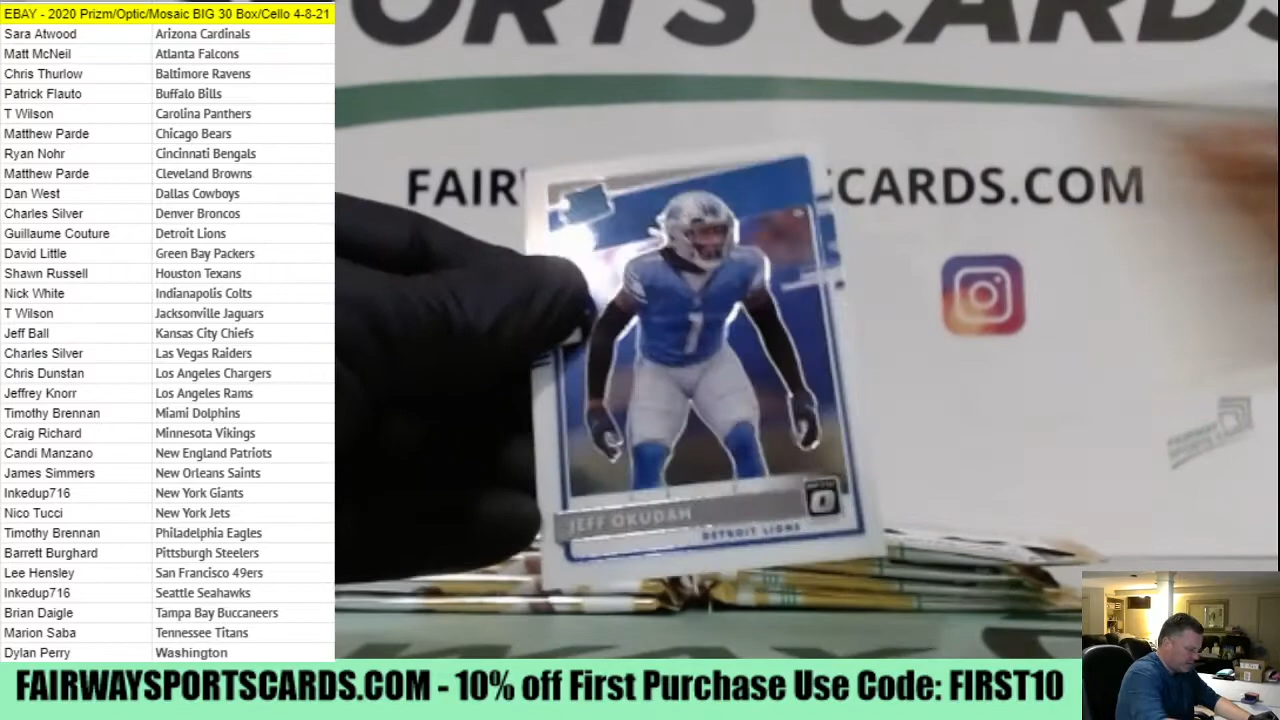 EBAY - 2020 Prizm/Optic/Mosaic BIG 30 Box/Cello 4-8-21
Sara Atwood Arizona Cardinals
Matt McNeil Atlanta Falcons
Chris Thurlow Baltimore Ravens
Patrick Flauto Buffalo Bills
T Wilson Carolina Panthers
Matthew Parde Chicago Bears
Ryan Nohr Cincinnati Bengals
Matthew Parde Cleveland Browns
Dan West Dallas Cowboys
Charles Silver Denver Broncos
Guillaume Couture Detroit Lions
David Little Green Bay Packers
Shawn Russell Houston Texans
Nick White Indianapolis Colts
T Wilson Jacksonville Jaguars
Jeff Ball Kansas City Chiefs
Charles Silver Las Vegas Raiders
Chris Dunstan Los Angeles Chargers
Jeffrey Knorr Los Angeles Rams
Timothy Brennan Miami Dolphins
Craig Richard Minnesota Vikings
Candi Manzano New England Patriots
James Simmers New Orleans Saints
Inkedup716 New York Giants
Nico Tucci New York Jets
Timothy Brennan Philadelphia Eagles
Barrett Burghard Pittsburgh Steelers
Lee Hensley San Francisco 49ers
Inkedup716 Seattle Seahawks
Brian Daigle Tampa Bay Buccaneers
Marion Saba Tennessee Titans
Dylan Perry Washington
ORTS CARDS
FAIR CARDS.COM
1
JEFF OKUDAH
DETROIT LIONS
FAIRWAY
SPORTS CARDS
FAIRWAYSPORTSCARDS.COM - 10% off First Purchase Use Code: FIRST10